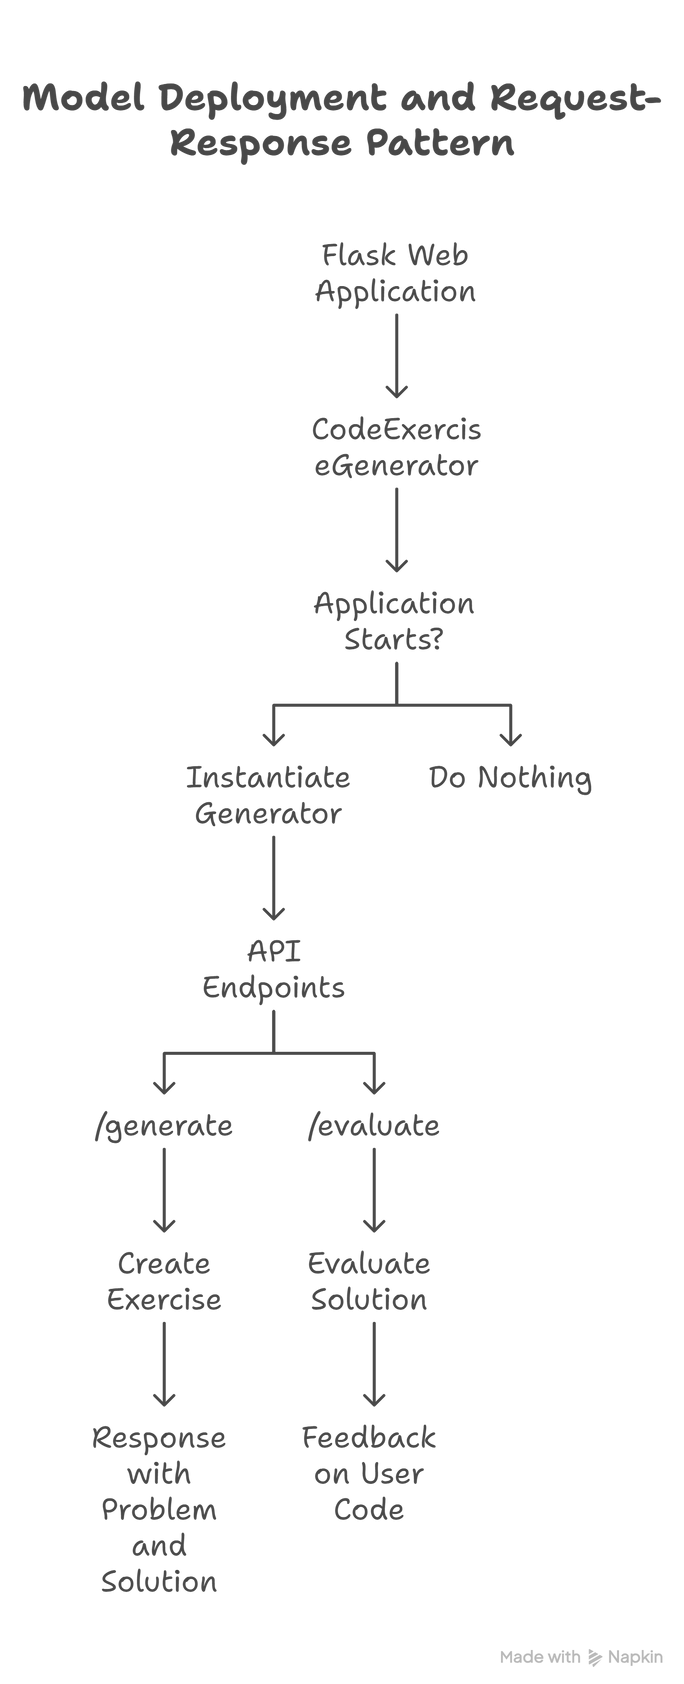 Model Deployment and Request-
Response Pattern
Flask Web
Application
CodeExercis
eGenerator
Application
Starts?
Instantiate
Generator
Do Nothing
API
Endpoints
/generate
/evaluate
Create
Exercise
Evaluate
Solution
Response
with
Problem
and
Solution
Feedback
on User
Code
Made with Napkin